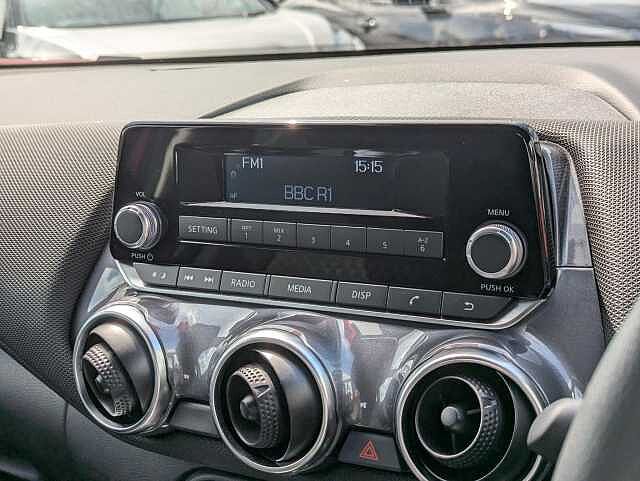 FM1 15:15
BBC R1
VOL
PUSH
SETTING
RPT 1
MIX 2
3
4
5
A-Z 6
MENU
PUSH OK
RADIO
MEDIA
DISP